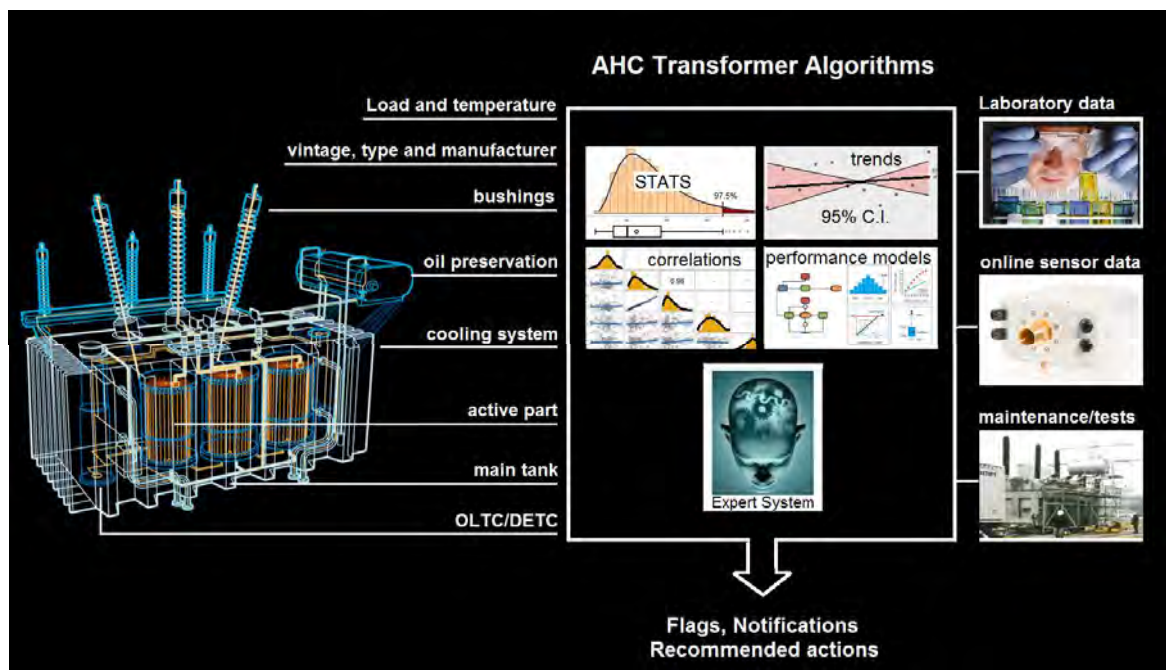 AHC Transformer Algorithms
Load and temperature
vintage, type and manufacturer
bushings
oil preservation
cooling system
active part
main tank
OLTC/DETC
STATS
97.5%
trends
95% C.I.
correlations
0.96
performance models
Expert System
Laboratory data
online sensor data
maintenance/tests
Flags, Notifications
Recommended actions